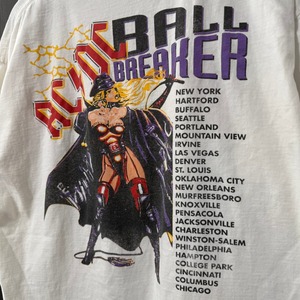 AC/DC
BALL
BREAKER
NEW YORK
HARTFORD
BUFFALO
SEATTLE
PORTLAND
MOUNTAIN VIEW
IRVINE
LAS VEGAS
DENVER
ST. LOUIS
OKLAHOMA CITY
NEW ORLEANS
MURFREESBORO
KNOXVILLE
PENSACOLA
JACKSONVILLE
CHARLESTON
WINSTON-SALEM
PHILADELPHIA
HAMPTON
COLLEGE PARK
CINCINNATI
COLUMBUS
CHICAGO